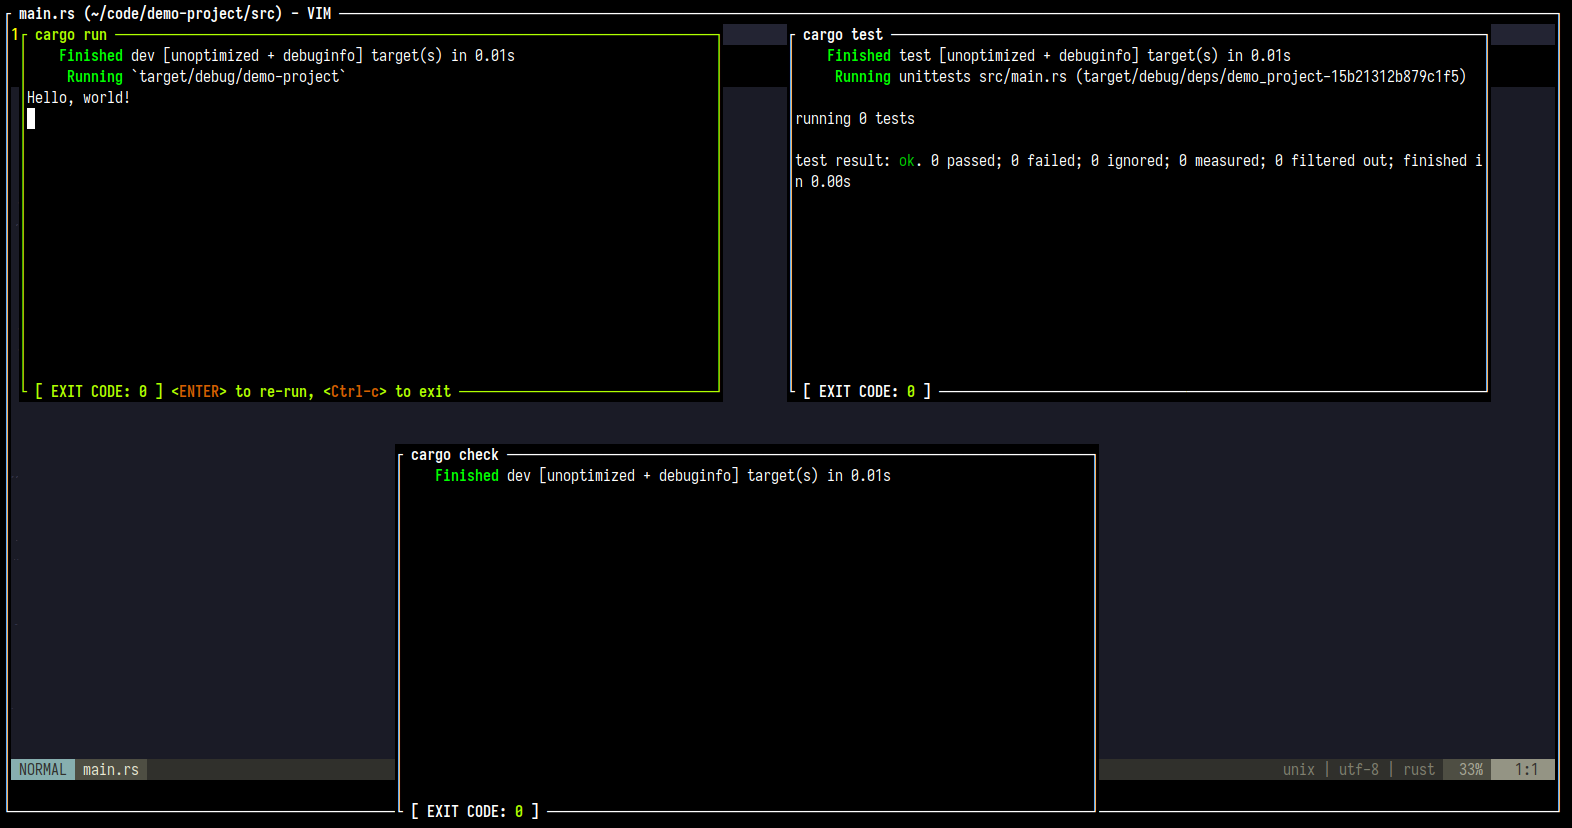 main.rs (~/code/demo-project/src) - VIM
1
cargo run
Finished dev [unoptimized + debuginfo] target(s) in 0.01s
Running `target/debug/demo-project`
Hello, world!
[ EXIT CODE: 0 ] <ENTER> to re-run, <Ctrl-c> to exit
cargo test
Finished test [unoptimized + debuginfo] target(s) in 0.01s
Running unittests src/main.rs (target/debug/deps/demo_project-15b21312b879c1f5)
running 0 tests
test result: ok. 0 passed; 0 failed; 0 ignored; 0 measured; 0 filtered out; finished i
n 0.00s
[ EXIT CODE: 0 ]
cargo check
Finished dev [unoptimized + debuginfo] target(s) in 0.01s
[ EXIT CODE: 0 ]
NORMAL main.rs unix | utf-8 | rust 33% 1:1